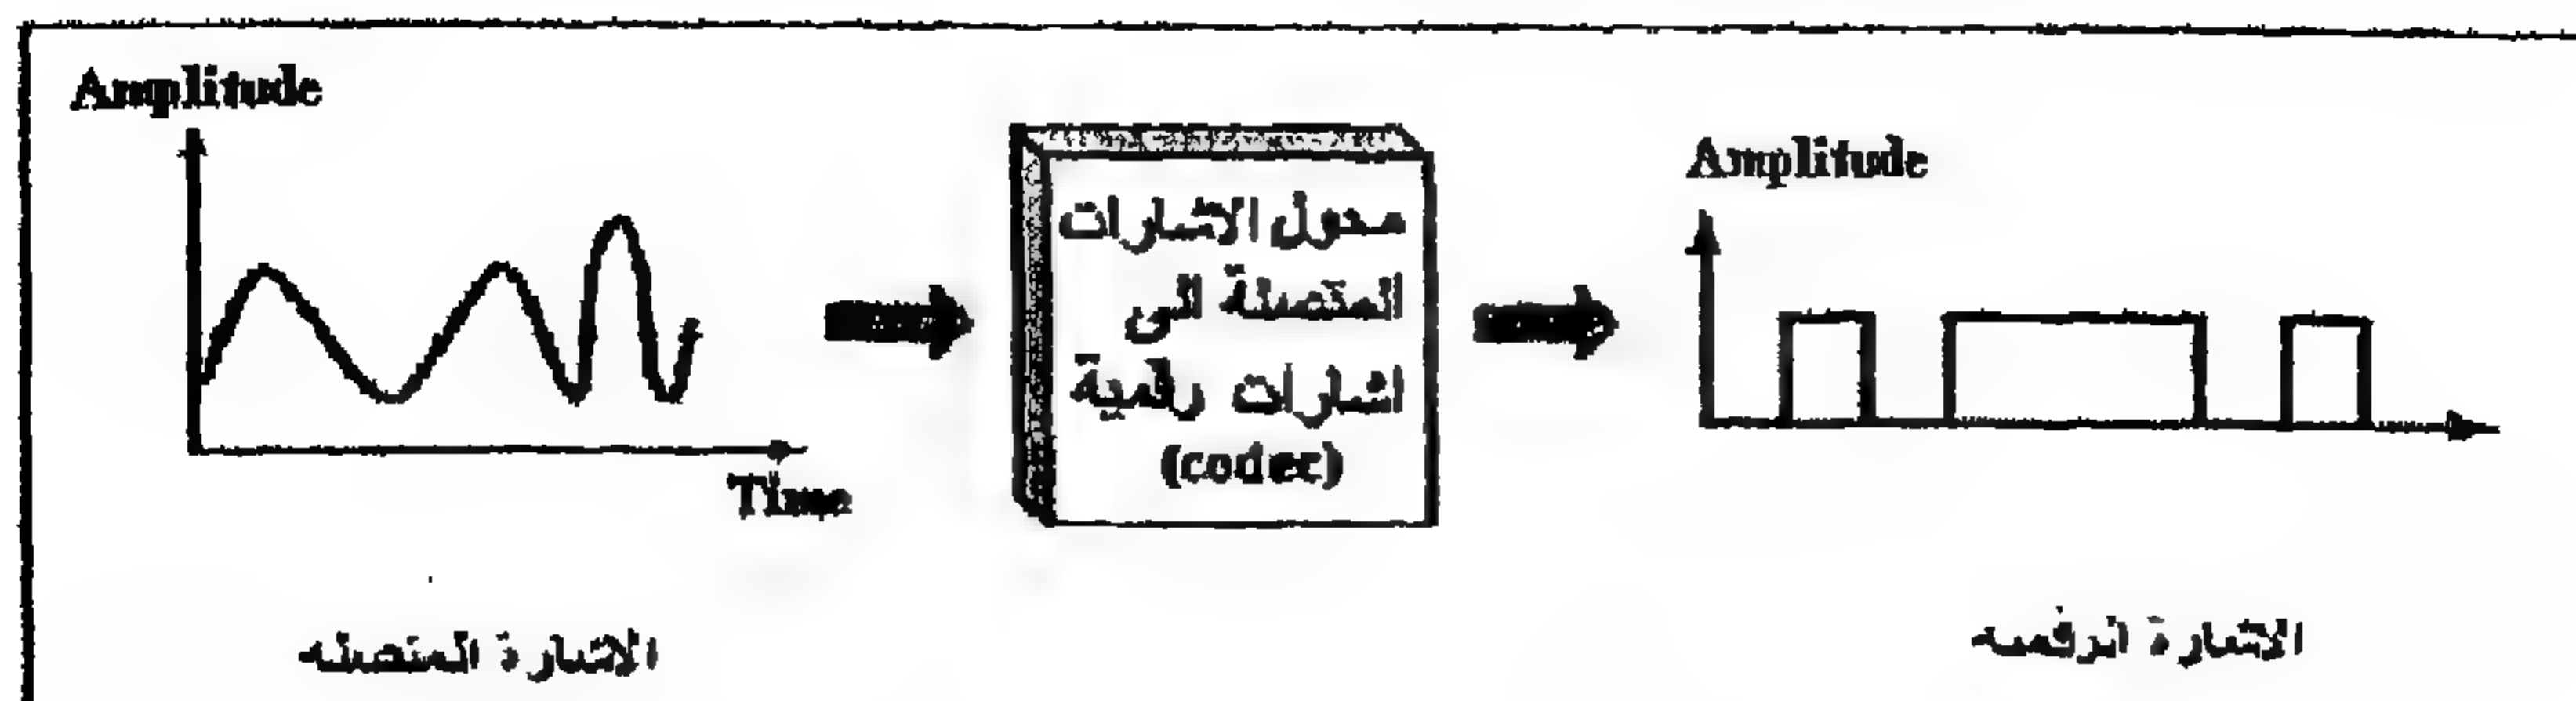 Amplitude
Time
الاشارة المتصله
محول الاشارات
المتصلة الى
اشارات رقمية
(codec)
Amplitude
الاشارة الرقميه